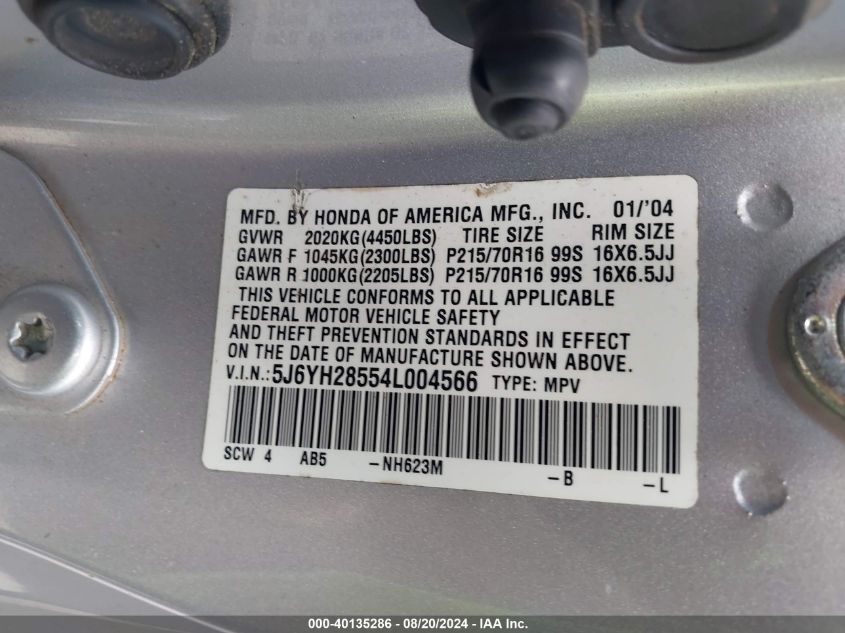 MFD. BY HONDA OF AMERICA MFG., INC. 01/'04
GVWR 2020KG(4450LBS) TIRE SIZE RIM SIZE
GAWR F 1045KG(2300LBS) P215/70R16 99S 16X6.5JJ
GAWR R 1000KG(2205LBS) P215/70R16 99S 16X6.5JJ
THIS VEHICLE CONFORMS TO ALL APPLICABLE
FEDERAL MOTOR VEHICLE SAFETY
AND THEFT PREVENTION STANDARDS IN EFFECT
ON THE DATE OF MANUFACTURE SHOWN ABOVE.
V.I.N.:5J6YH28554L004566 TYPE: MPV
SCW 4 AB5 -NH623M -B -L
000-40135286 - 08/20/2024 - IAA Inc.